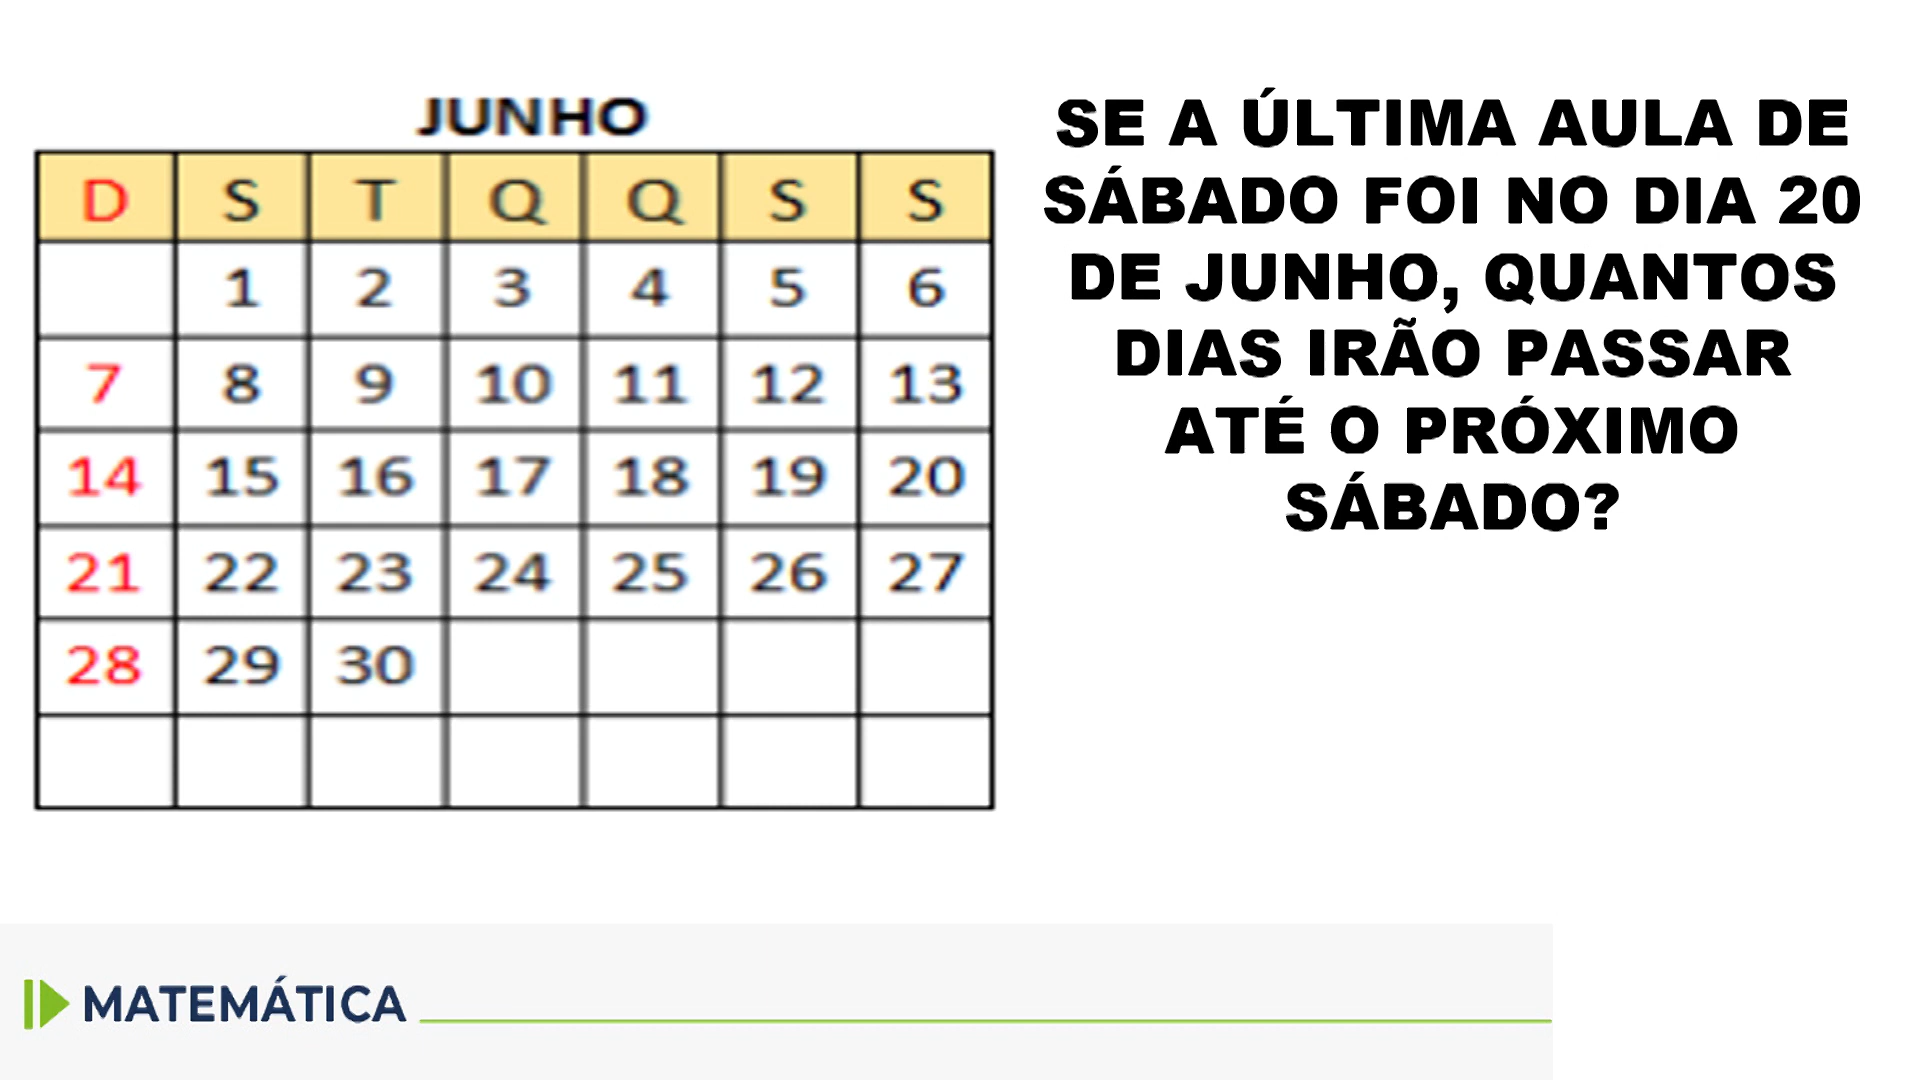 JUNHO
D S T Q Q S S
1 2 3 4 5 6
7 8 9 10 11 12 13
14 15 16 17 18 19 20
21 22 23 24 25 26 27
28 29 30
SE A ÚLTIMA AULA DE
SÁBADO FOI NO DIA 20
DE JUNHO, QUANTOS
DIAS IRÃO PASSAR
ATÉ O PRÓXIMO
SÁBADO?
MATEMÁTICA